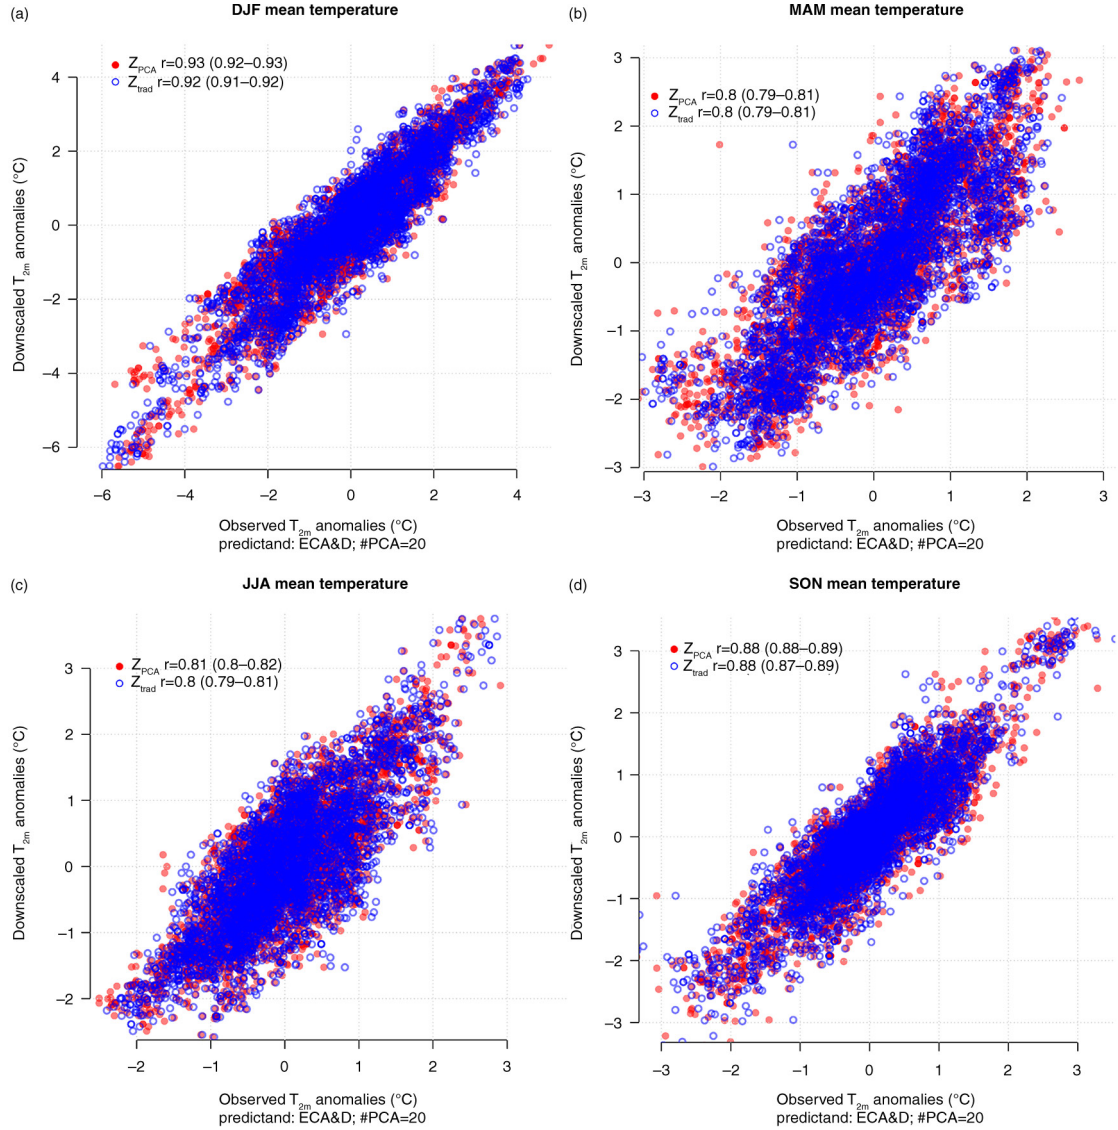 (a)
DJF mean temperature
Z_PCA r=0.93 (0.92–0.93)
Z_trad r=0.92 (0.91–0.92)
4
2
0
−2
−4
−6
Downscaled T_2m anomalies (°C)
−6 −4 −2 0 2 4
Observed T_2m anomalies (°C)
predictand: ECA&D; #PCA=20
(b)
MAM mean temperature
Z_PCA r=0.8 (0.79–0.81)
Z_trad r=0.8 (0.79–0.81)
3
2
1
0
−1
−2
−3
Downscaled T_2m anomalies (°C)
−3 −2 −1 0 1 2 3
Observed T_2m anomalies (°C)
predictand: ECA&D; #PCA=20
(c)
JJA mean temperature
Z_PCA r=0.81 (0.8–0.82)
Z_trad r=0.8 (0.79–0.81)
3
2
1
0
−1
−2
Downscaled T_2m anomalies (°C)
−2 −1 0 1 2 3
Observed T_2m anomalies (°C)
predictand: ECA&D; #PCA=20
(d)
SON mean temperature
Z_PCA r=0.88 (0.88–0.89)
Z_trad r=0.88 (0.87–0.89)
3
2
1
0
−1
−2
−3
Downscaled T_2m anomalies (°C)
−3 −2 −1 0 1 2 3
Observed T_2m anomalies (°C)
predictand: ECA&D; #PCA=20